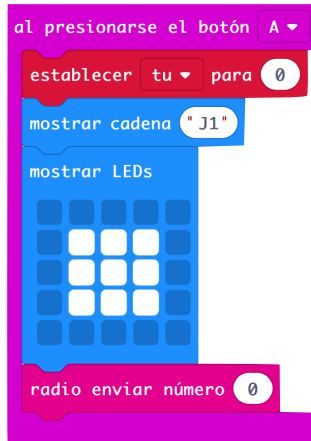 al presionarse el botón A
establecer tu para 0
mostrar cadena "J1"
mostrar LEDs
radio enviar número 0